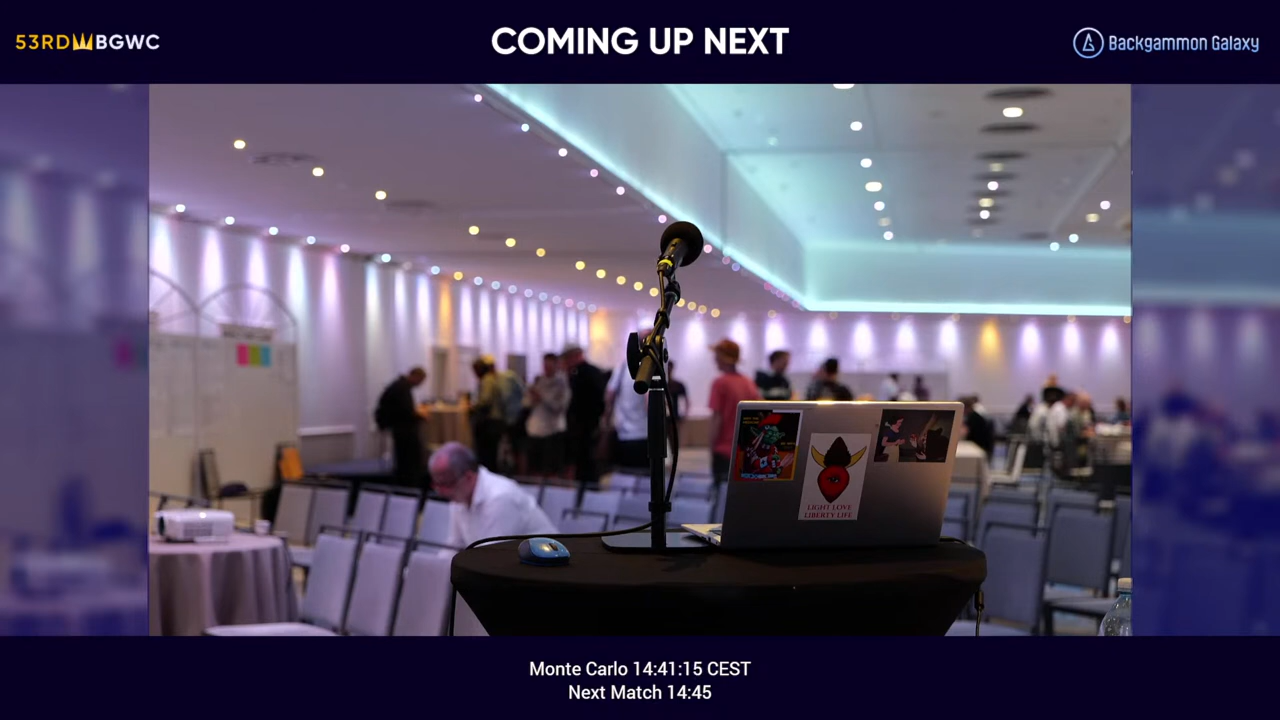 53RD BGWC
COMING UP NEXT
Backgammon Galaxy
LIGHT LOVE
LIBERTY LIFE
Monte Carlo 14:41:15 CEST
Next Match 14:45